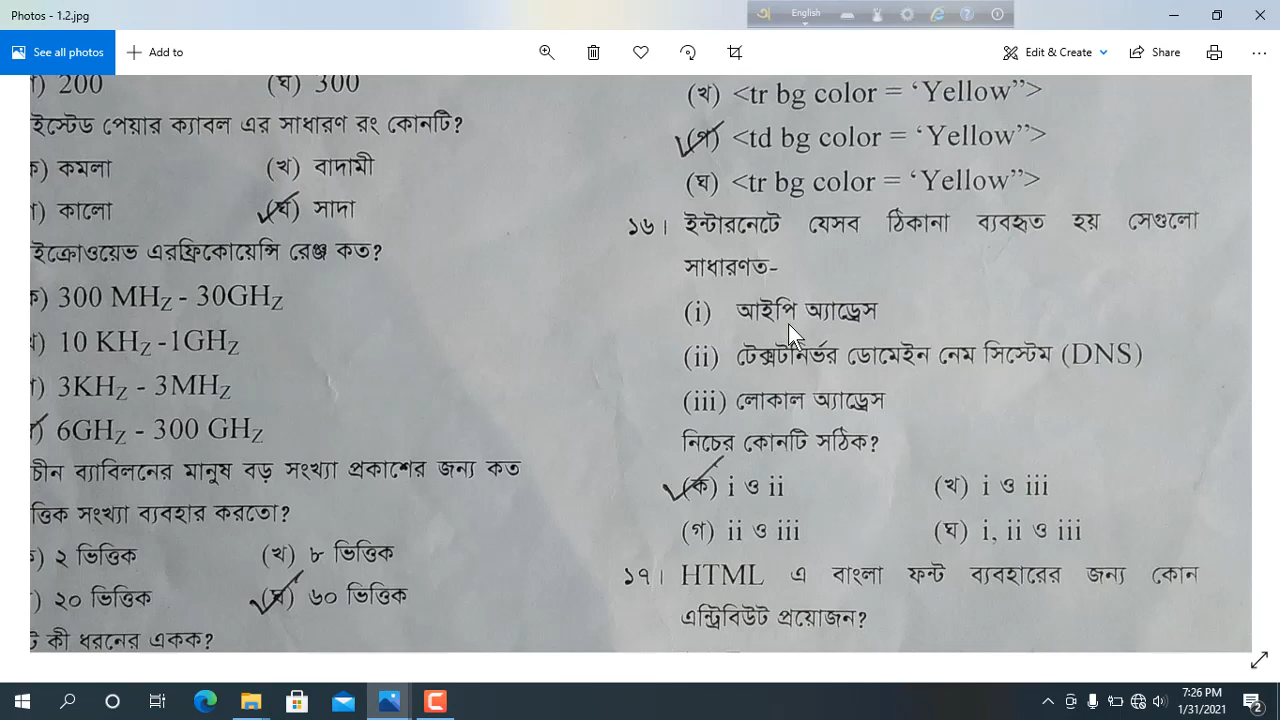 Photos - 1.2.jpg
English
See all photos
Add to
Edit & Create
Share
200 (ঘ) 300
ইস্টেড পেয়ার ক্যাবল এর সাধারণ রং কোনটি?
কমলা (খ) বাদামী
কালো (ঘ) সাদা
ইক্রোওয়েভ এরফ্রিকোয়েন্সি রেঞ্জ কত?
300 MHz - 30GHz
10 KHz -1GHz
3KHz - 3MHz
6GHz - 300 GHz
চীন ব্যাবিলনের মানুষ বড় সংখ্যা প্রকাশের জন্য কত
ত্তিক সংখ্যা ব্যবহার করতো?
২ ভিত্তিক (খ) ৮ ভিত্তিক
২০ ভিত্তিক (ঘ) ৬০ ভিত্তিক
কী ধরনের একক?
(খ) <tr bg color = ‘Yellow”>
(গ) <td bg color = ‘Yellow”>
(ঘ) <tr bg color = ‘Yellow”>
১৬। ইন্টারনেটে যেসব ঠিকানা ব্যবহৃত হয় সেগুলো
সাধারণত-
(i) আইপি অ্যাড্রেস
(ii) টেক্সটনির্ভর ডোমেইন নেম সিস্টেম (DNS)
(iii) লোকাল অ্যাড্রেস
নিচের কোনটি সঠিক?
(ক) i ও ii (খ) i ও iii
(গ) ii ও iii (ঘ) i, ii ও iii
১৭। HTML এ বাংলা ফন্ট ব্যবহারের জন্য কোন
এন্ট্রিবিউট প্রয়োজন?
7:26 PM
1/31/2021
2